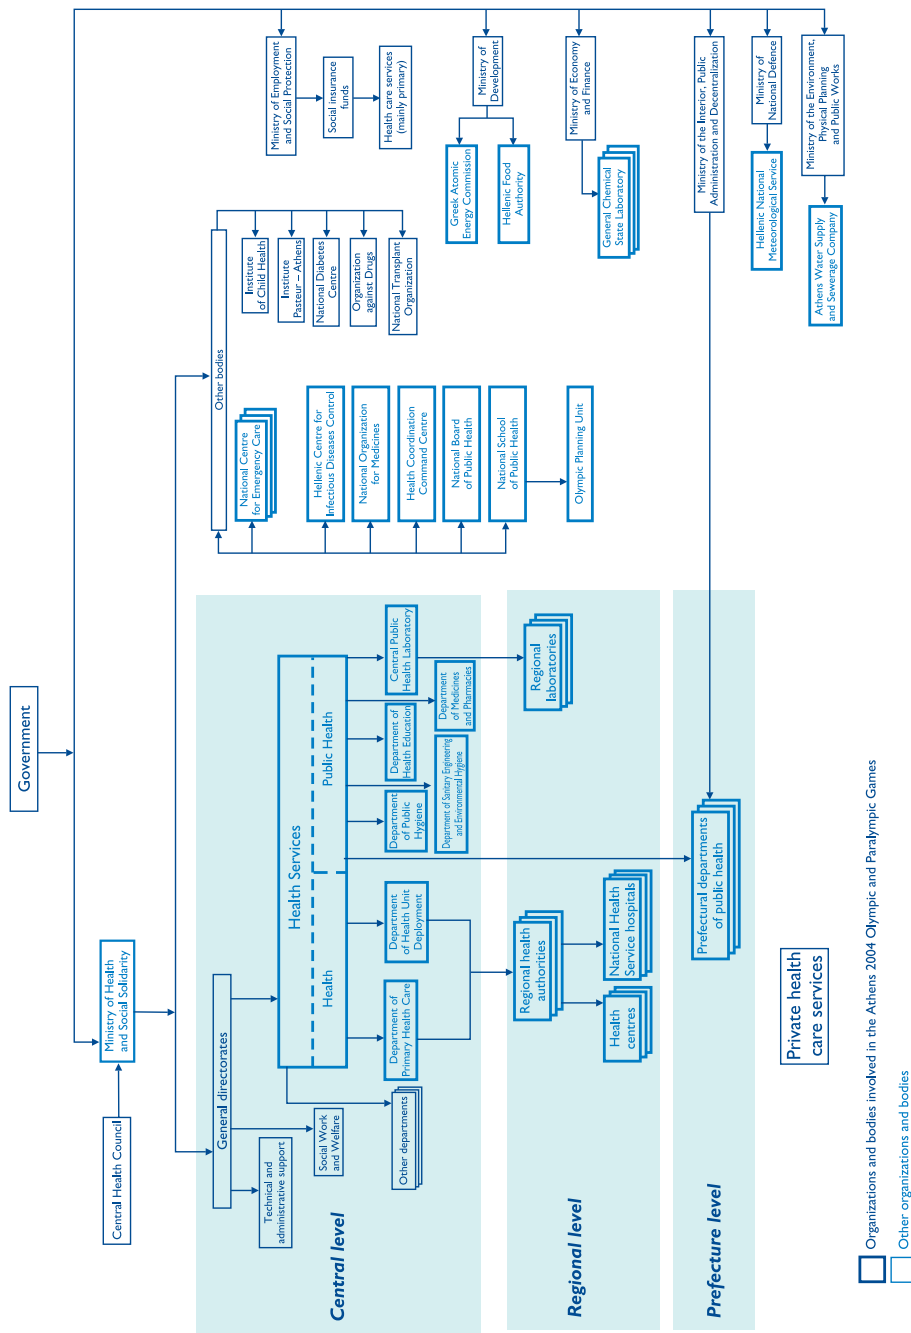 Government
Central Health Council
Ministry of Health
and Social Solidarity
General directorates
Technical and
administrative support
Social Work
and Welfare
Other departments
Health Services
Health
Public Health
Department of
Primary Health Care
Department
of Health Unit
Deployment
Department
of Public
Hygiene
Department of Sanitary Engineering
and Environmental Hygiene
Department of
Health Education
Department
of Medicines
and Pharmacies
Central Public
Health Laboratory
Central level
Regional health
authorities
Health
centres
National Health
Service hospitals
Regional
laboratories
Regional level
Prefectural departments
of public health
Prefecture level
Private health
care services
Other bodies
National Centre
for Emergency Care
Hellenic Centre for
Infectious Diseases Control
National Organization
for Medicines
Health Coordination
Command Centre
National Board
of Public Health
National School
of Public Health
Olympic Planning Unit
Institute
of Child Health
Institute
Pasteur – Athens
National Diabetes
Centre
Organization
against Drugs
National Transplant
Organization
Ministry of Employment
and Social Protection
Social insurance
funds
Health care services
(mainly primary)
Ministry of
Development
Greek Atomic
Energy Commission
Hellenic Food
Authority
Ministry of Economy
and Finance
General Chemical
State Laboratory
Ministry of the Interior, Public
Administration and Decentralization
Ministry of
National Defence
Hellenic National
Meteorological Service
Ministry of the Environment,
Physical Planning
and Public Works
Athens Water Supply
and Sewerage Company
Organizations and bodies involved in the Athens 2004 Olympic and Paralympic Games
Other organizations and bodies